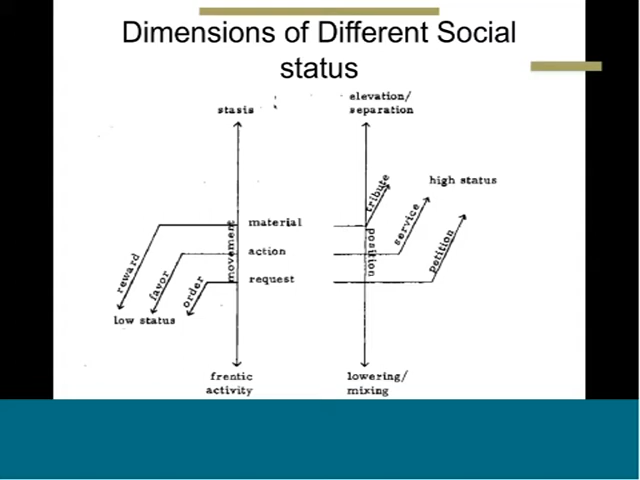 Dimensions of Different Social
status
stasis
elevation/
separation
tribute
high status
material
service
movement
position
action
petition
reward
favor
order
request
low status
frentic
activity
lowering/
mixing